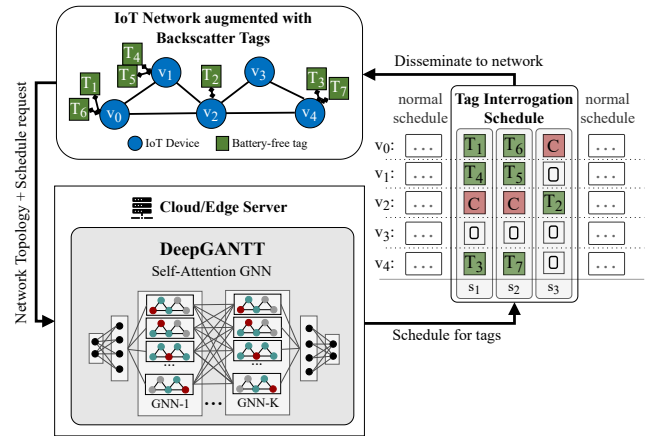 IoT Network augmented with
Backscatter Tags
T4
T5
T1
T6
T2
T3
T7
v1
v3
v0
v2
v4
IoT Device
Battery-free tag
Network Topology + Schedule request
Disseminate to network
normal
schedule
Tag Interrogation
Schedule
normal
schedule
v0: ... T1 T6 C ...
v1: ... T4 T5 0 ...
v2: ... C C T2 ...
v3: ... 0 0 0 ...
v4: ... T3 T7 0 ...
s1 s2 s3
Schedule for tags
Cloud/Edge Server
DeepGANTT
Self-Attention GNN
... ...
GNN-1 ... GNN-K